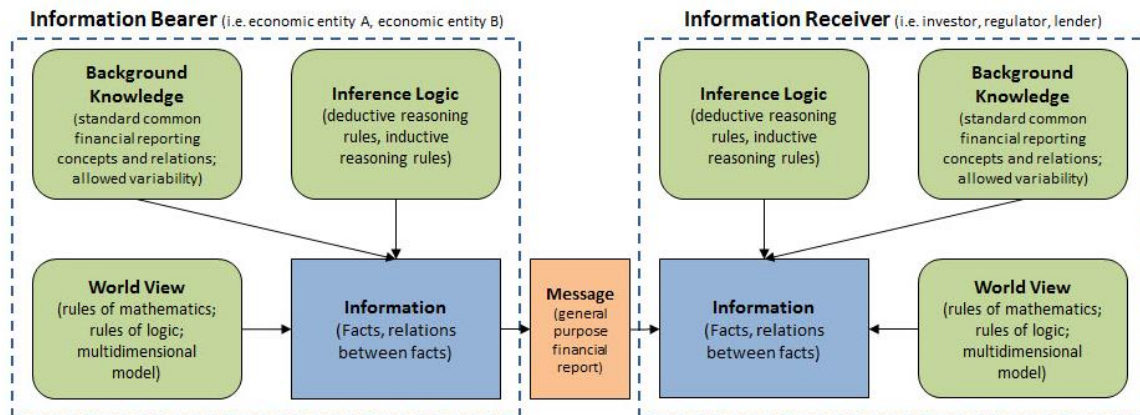 Information Bearer (i.e. economic entity A, economic entity B)
Background
Knowledge
(standard common
financial reporting
concepts and relations;
allowed variability)
Inference Logic
(deductive reasoning
rules, inductive
reasoning rules)
World View
(rules of mathematics;
rules of logic;
multidimensional
model)
Information
(Facts, relations
between facts)
Message
(general
purpose
financial
report)
Information Receiver (i.e. investor, regulator, lender)
Inference Logic
(deductive reasoning
rules, inductive
reasoning rules)
Background
Knowledge
(standard common
financial reporting
concepts and relations;
allowed variability)
Information
(Facts, relations
between facts)
World View
(rules of mathematics;
rules of logic;
multidimensional
model)